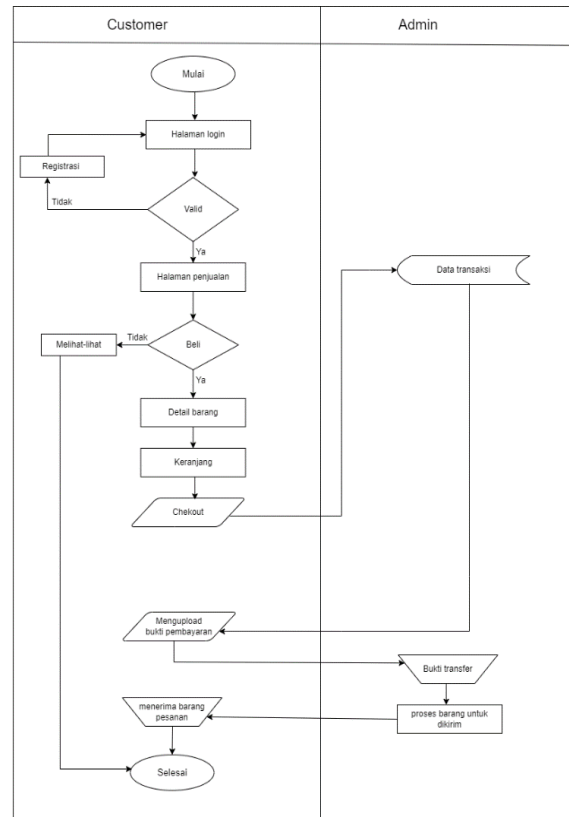 Customer
Admin
Mulai
Halaman login
Registrasi
Tidak
Valid
Ya
Halaman penjualan
Data transaksi
Melihat-lihat
Tidak
Beli
Ya
Detail barang
Keranjang
Chekout
Mengupload
bukti pembayaran
Bukti transfer
menerima barang
pesanan
proses barang untuk
dikirim
Selesai